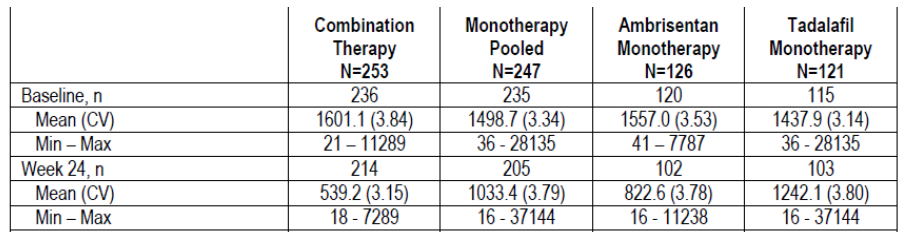 Combination Therapy N=253 Monotherapy Pooled N=247 Ambrisentan Monotherapy N=126 Tadalafil Monotherapy N=121
Baseline, n 236 235 120 115
Mean (CV) 1601.1 (3.84) 1498.7 (3.34) 1557.0 (3.53) 1437.9 (3.14)
Min – Max 21 – 11289 36 - 28135 41 – 7787 36 - 28135
Week 24, n 214 205 102 103
Mean (CV) 539.2 (3.15) 1033.4 (3.79) 822.6 (3.78) 1242.1 (3.80)
Min – Max 18 - 7289 16 - 37144 16 - 11238 16 - 37144